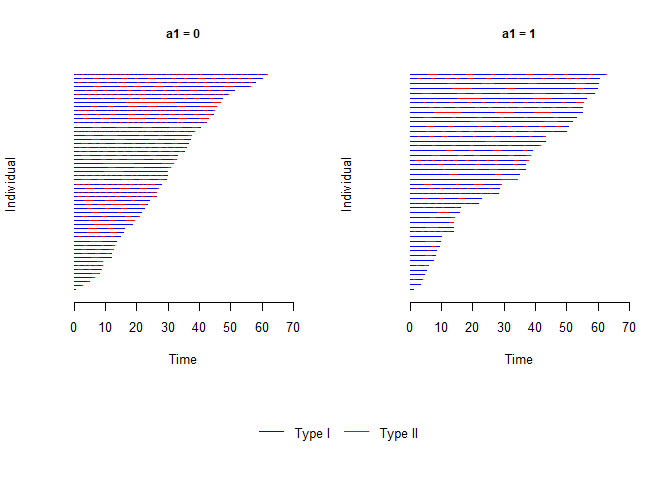 a1 = 0
a1 = 1
Individual
Individual
0 10 20 30 40 50 60 70
0 10 20 30 40 50 60 70
Time
Time
Type I Type II